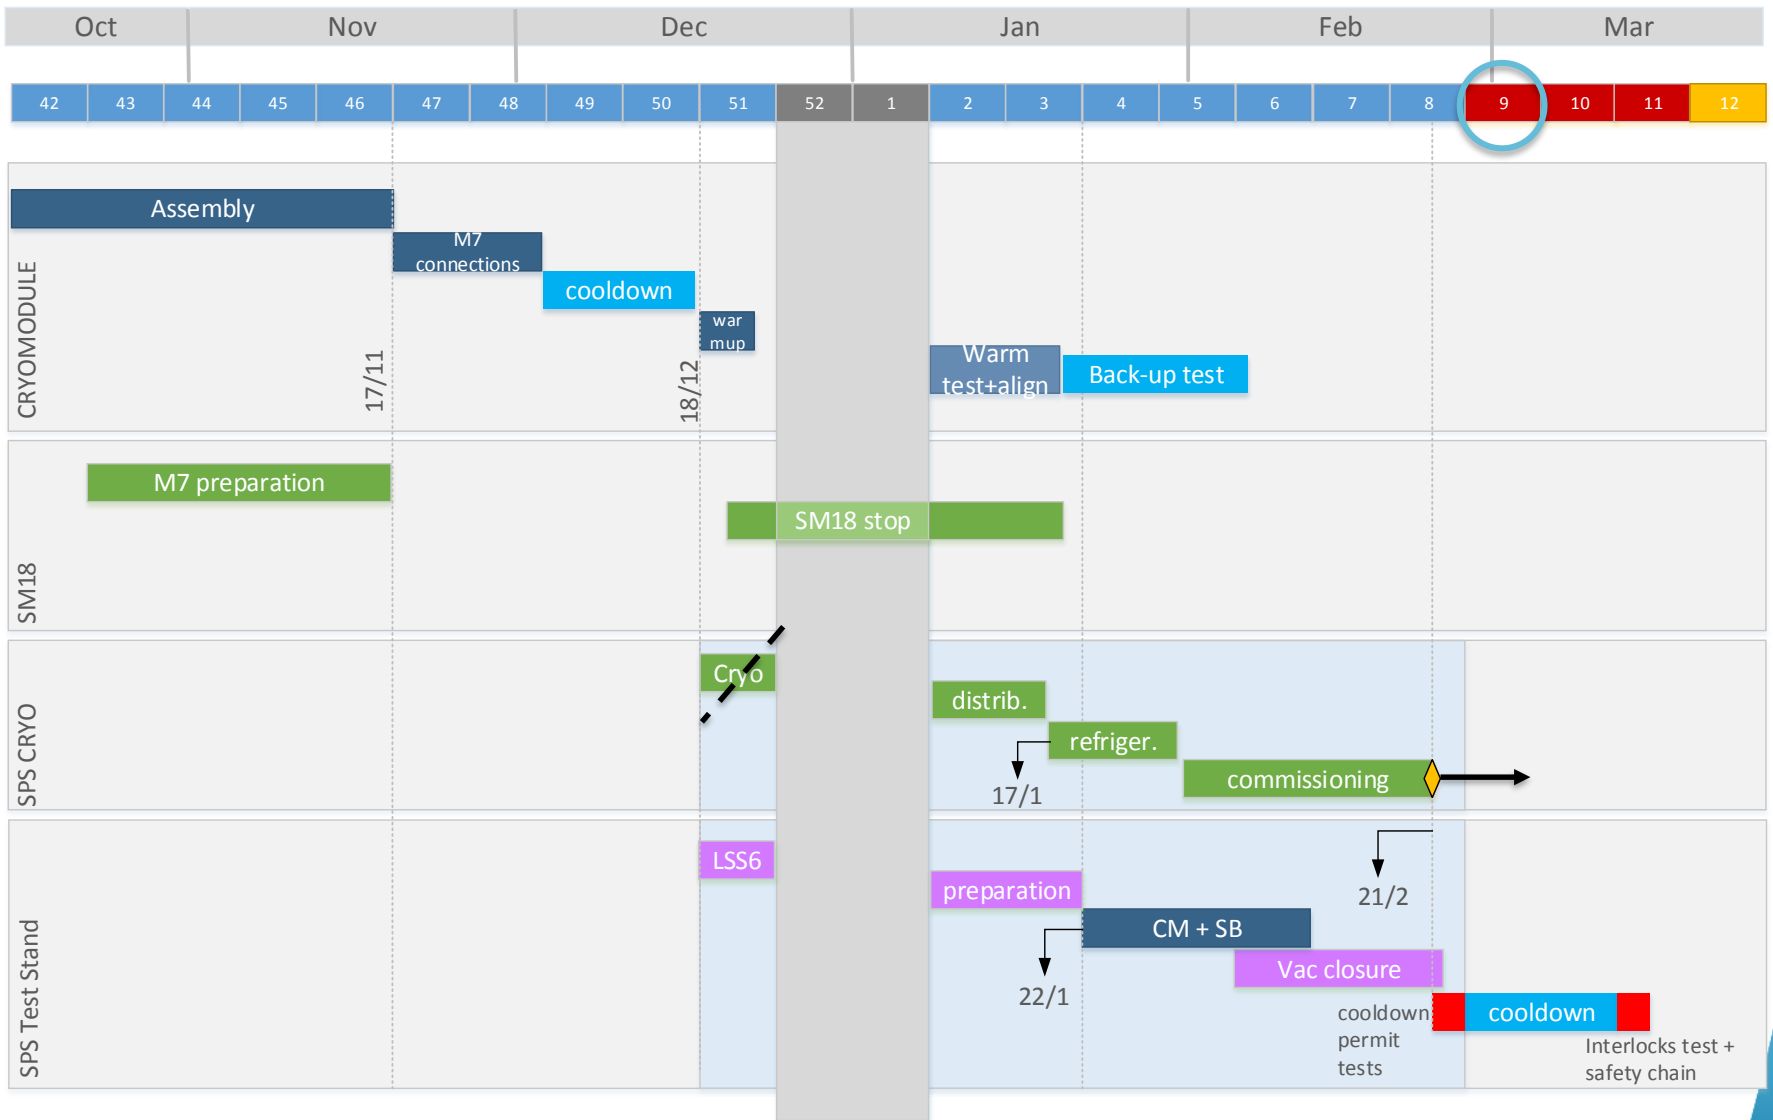 Oct Nov Dec Jan Feb Mar
42 43 44 45 46 47 48 49 50 51 52 1 2 3 4 5 6 7 8 9 10 11 12
CRYOMODULE
Assembly
M7
connections
cooldown
war
mup
17/11
18/12
Warm
test+align
Back-up test
SM18
M7 preparation
SM18 stop
SPS CRYO
Cryo
distrib.
refriger.
17/1
commissioning
SPS Test Stand
LSS6
21/2
preparation
CM + SB
22/1
Vac closure
cooldown
permit
tests
cooldown
Interlocks test +
safety chain